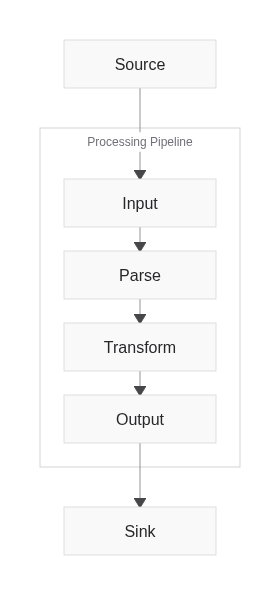 Source
Processing Pipeline
Input
Parse
Transform
Output
Sink